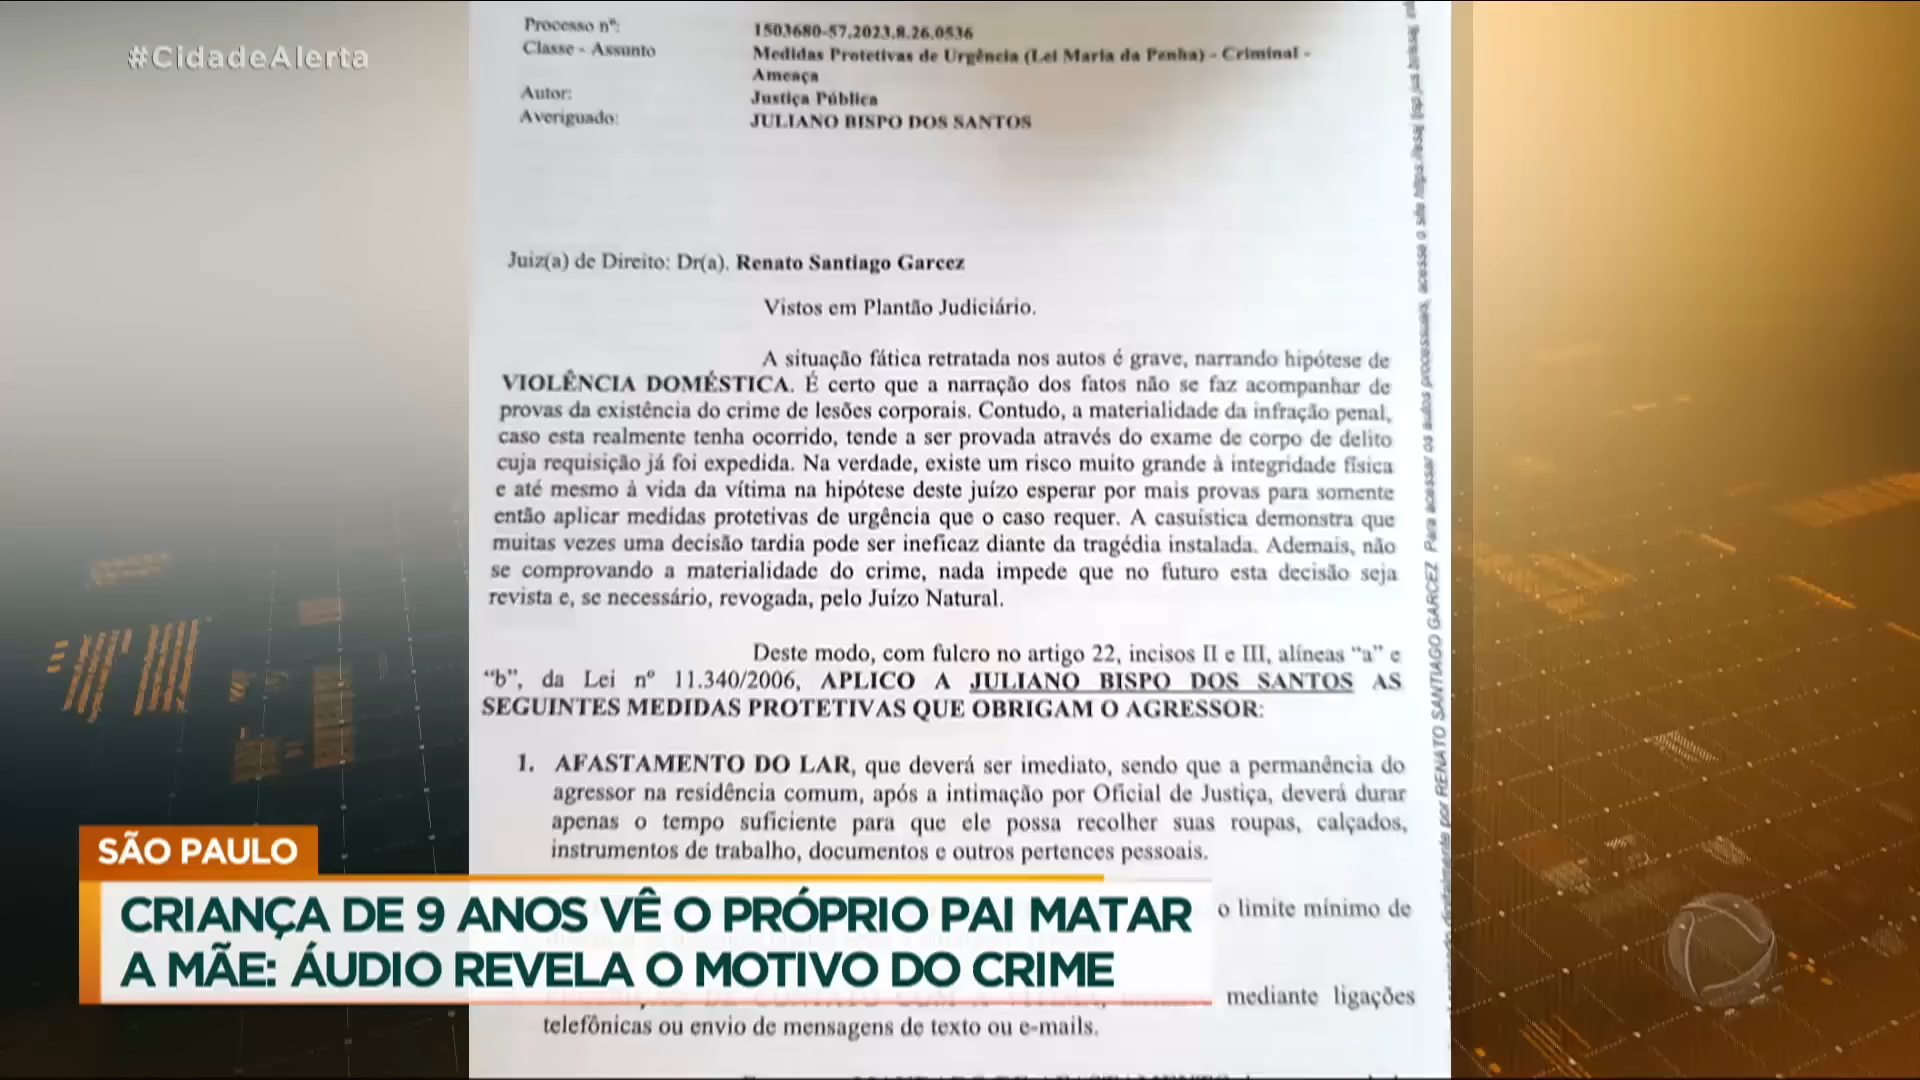 #CidadeAlerta
Processo nº:
1503680-57.2023.8.26.0536
Classe - Assunto
Medidas Protetivas de Urgência (Lei Maria da Penha) - Criminal -
Ameaça
Autor:
Justiça Pública
Averiguado:
JULIANO BISPO DOS SANTOS
Juiz(a) de Direito: Dr(a). Renato Santiago Garcez
Vistos em Plantão Judiciário.
A situação fática retratada nos autos é grave, narrando hipótese de
VIOLÊNCIA DOMÉSTICA. É certo que a narração dos fatos não se faz acompanhar de
provas da existência do crime de lesões corporais. Contudo, a materialidade da infração penal,
caso esta realmente tenha ocorrido, tende a ser provada através do exame de corpo de delito
cuja requisição já foi expedida. Na verdade, existe um risco muito grande à integridade física
e até mesmo à vida da vítima na hipótese deste juízo esperar por mais provas para somente
então aplicar medidas protetivas de urgência que o caso requer. A casuística demonstra que
muitas vezes uma decisão tardia pode ser ineficaz diante da tragédia instalada. Ademais, não
se comprovando a materialidade do crime, nada impede que no futuro esta decisão seja
revista e, se necessário, revogada, pelo Juízo Natural.
Deste modo, com fulcro no artigo 22, incisos II e III, alíneas “a” e
“b”, da Lei nº 11.340/2006, APLICO A JULIANO BISPO DOS SANTOS AS
SEGUINTES MEDIDAS PROTETIVAS QUE OBRIGAM O AGRESSOR:
1. AFASTAMENTO DO LAR, que deverá ser imediato, sendo que a permanência do
agressor na residência comum, após a intimação por Oficial de Justiça, deverá durar
apenas o tempo suficiente para que ele possa recolher suas roupas, calçados,
instrumentos de trabalho, documentos e outros pertences pessoais.
o limite mínimo de
mediante ligações
telefônicas ou envio de mensagens de texto ou e-mails.
por RENATO SANTIAGO GARCEZ Para acessar os autos processuais, acesse o site
SÃO PAULO
CRIANÇA DE 9 ANOS VÊ O PRÓPRIO PAI MATAR
A MÃE: ÁUDIO REVELA O MOTIVO DO CRIME